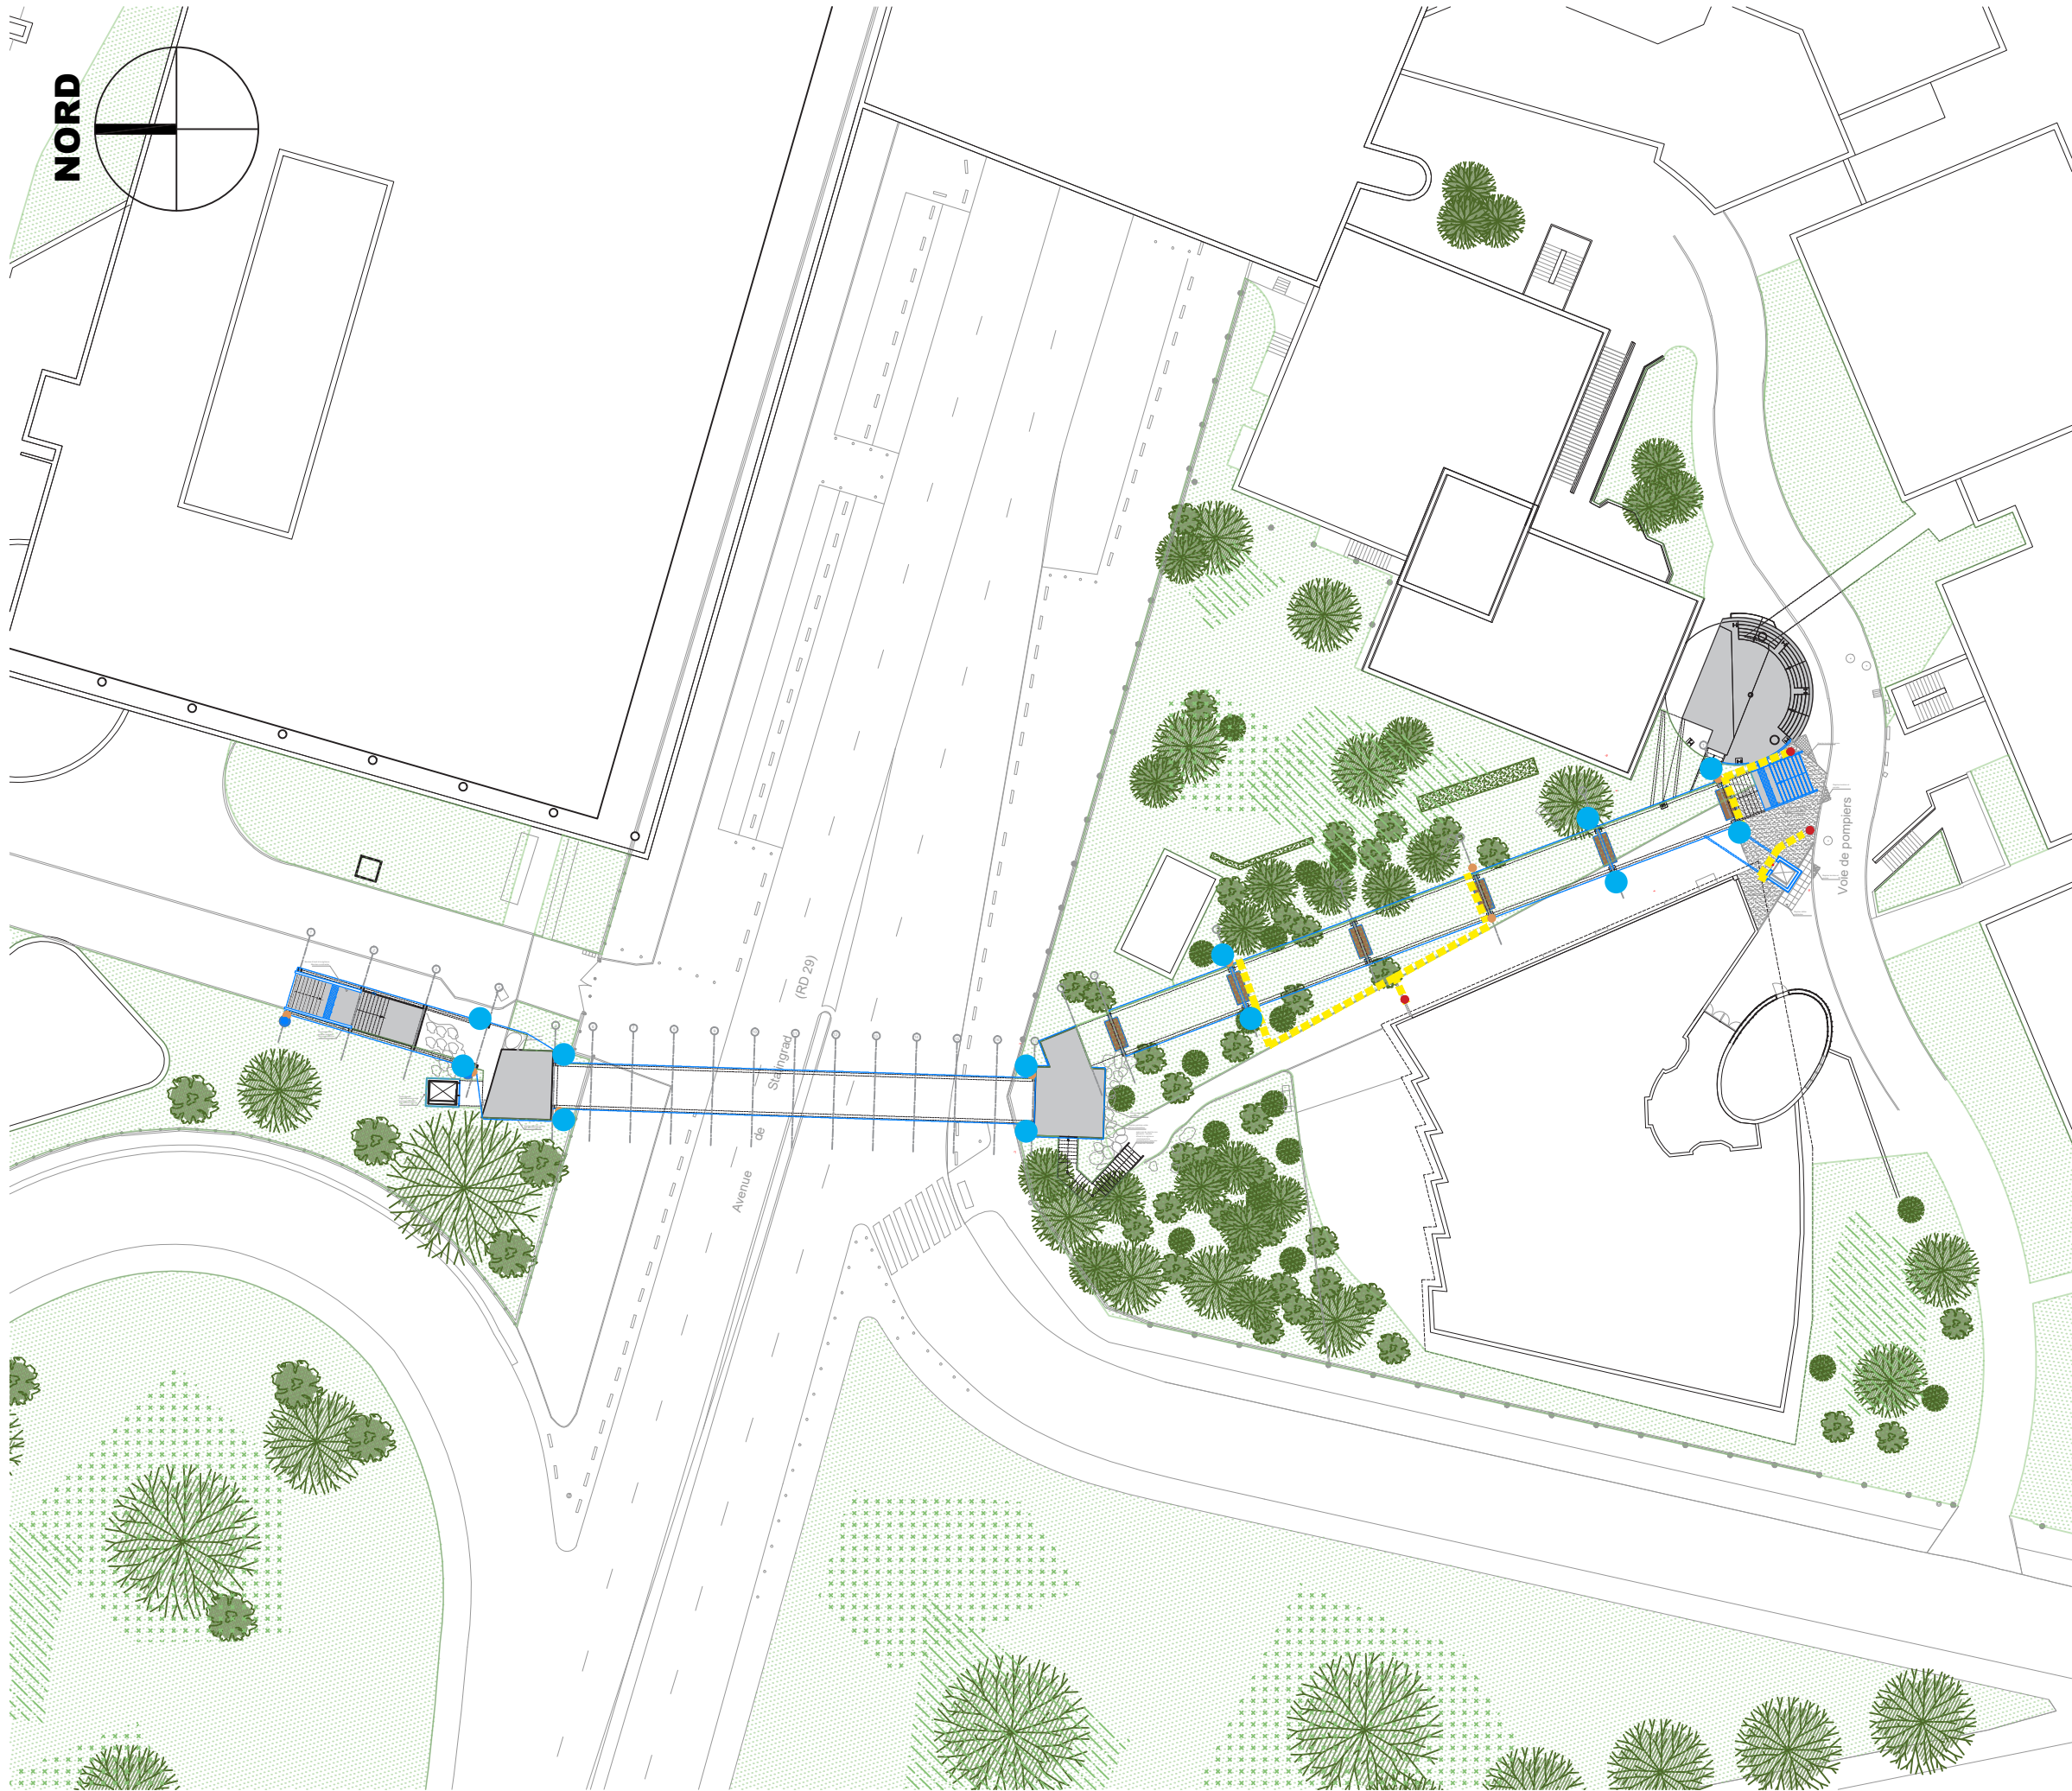 NORD
(RD 29)
Stalingrad
de
Avenue
Voie de pompiers